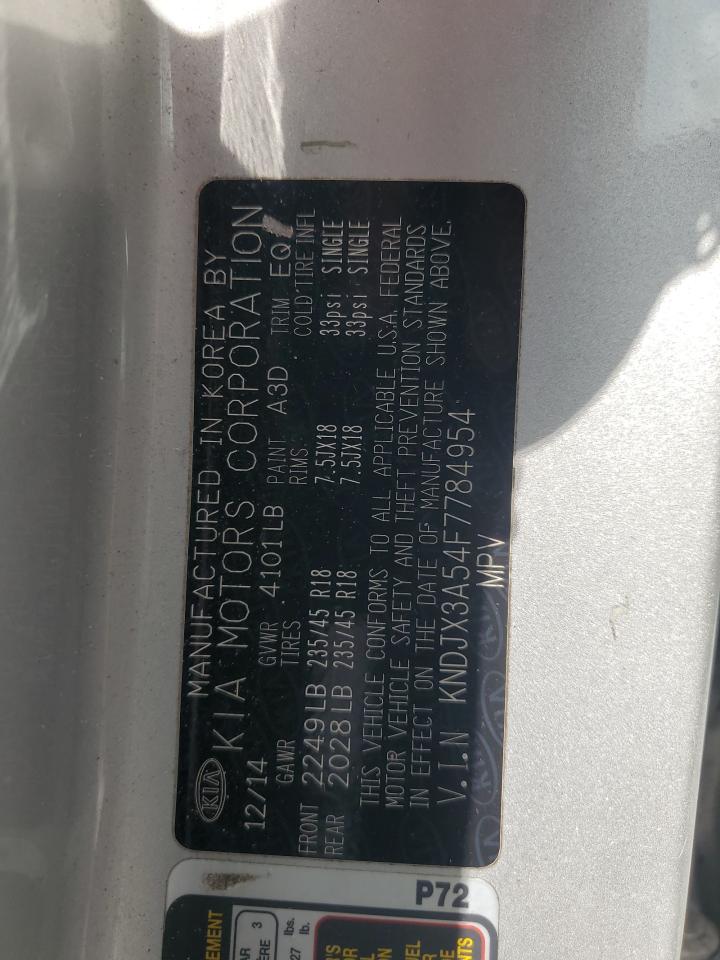 KIA
MANUFACTURED IN KOREA BY
KIA MOTORS CORPORATION
12/14 GVWR 4101LB PAINT A3D TRIM EQ
GAWR TIRES RIMS COLD TIRE INFL
FRONT 2249LB 235/45 R18 7.5JX18 33psi SINGLE
REAR 2028LB 235/45 R18 7.5JX18 33psi SINGLE
THIS VEHICLE CONFORMS TO ALL APPLICABLE U.S.A. FEDERAL
MOTOR VEHICLE SAFETY AND THEFT PREVENTION STANDARDS
IN EFFECT ON THE DATE OF MANUFACTURE SHOWN ABOVE.
V.I.N KNDJX3A54F7784954
MPV
P72